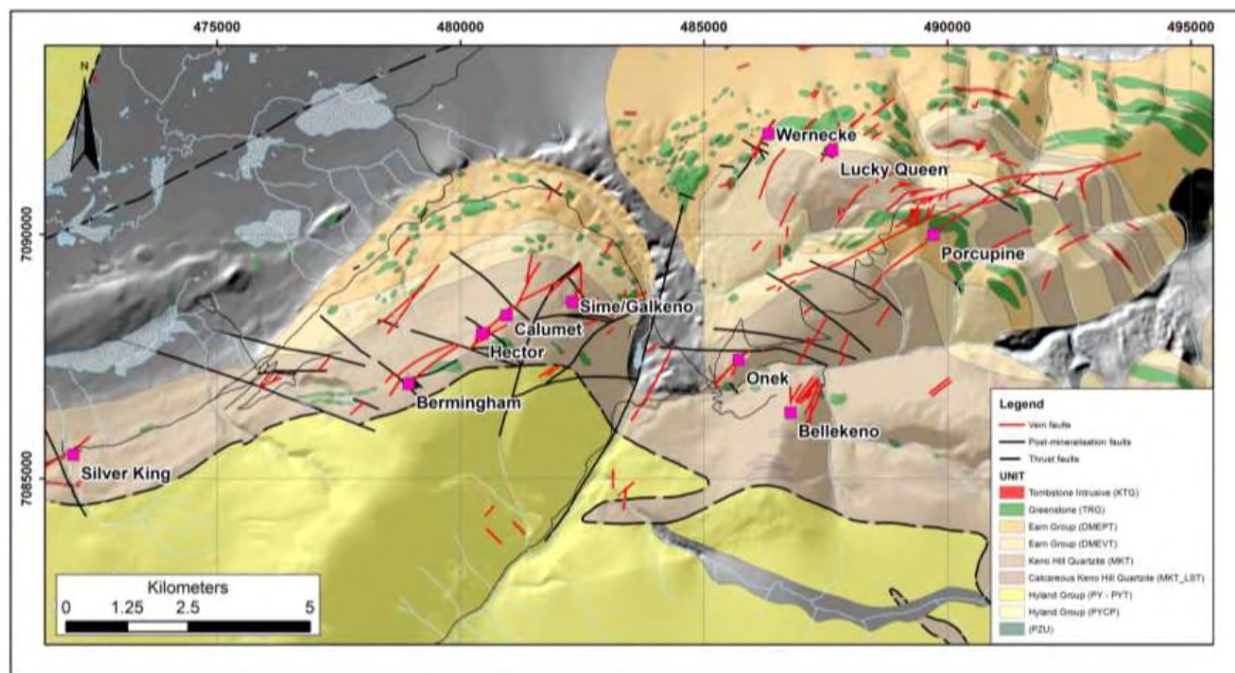 475000
480000
485000
490000
495000
N
Wernecke
Lucky Queen
7090000
7090000
Porcupine
Sime/Galkeno
Calumet
Hector
Onek
Bermingham
Bellekeno
Silver King
7085000
7085000
Legend
Vein faults
Post-mineralisation faults
Thrust faults
UNIT
Tombstone Intrusive (KTG)
Greenstone (TRG)
Earn Group (DMEPT)
Earn Group (DMEVT)
Keno Hill Quartzite (MKT)
Calcareous Keno Hill Quartzite (MKT_LST)
Hyland Group (PY - PYT)
Hyland Group (PYCP)
(PZU)
Kilometers
0 1.25 2.5 5